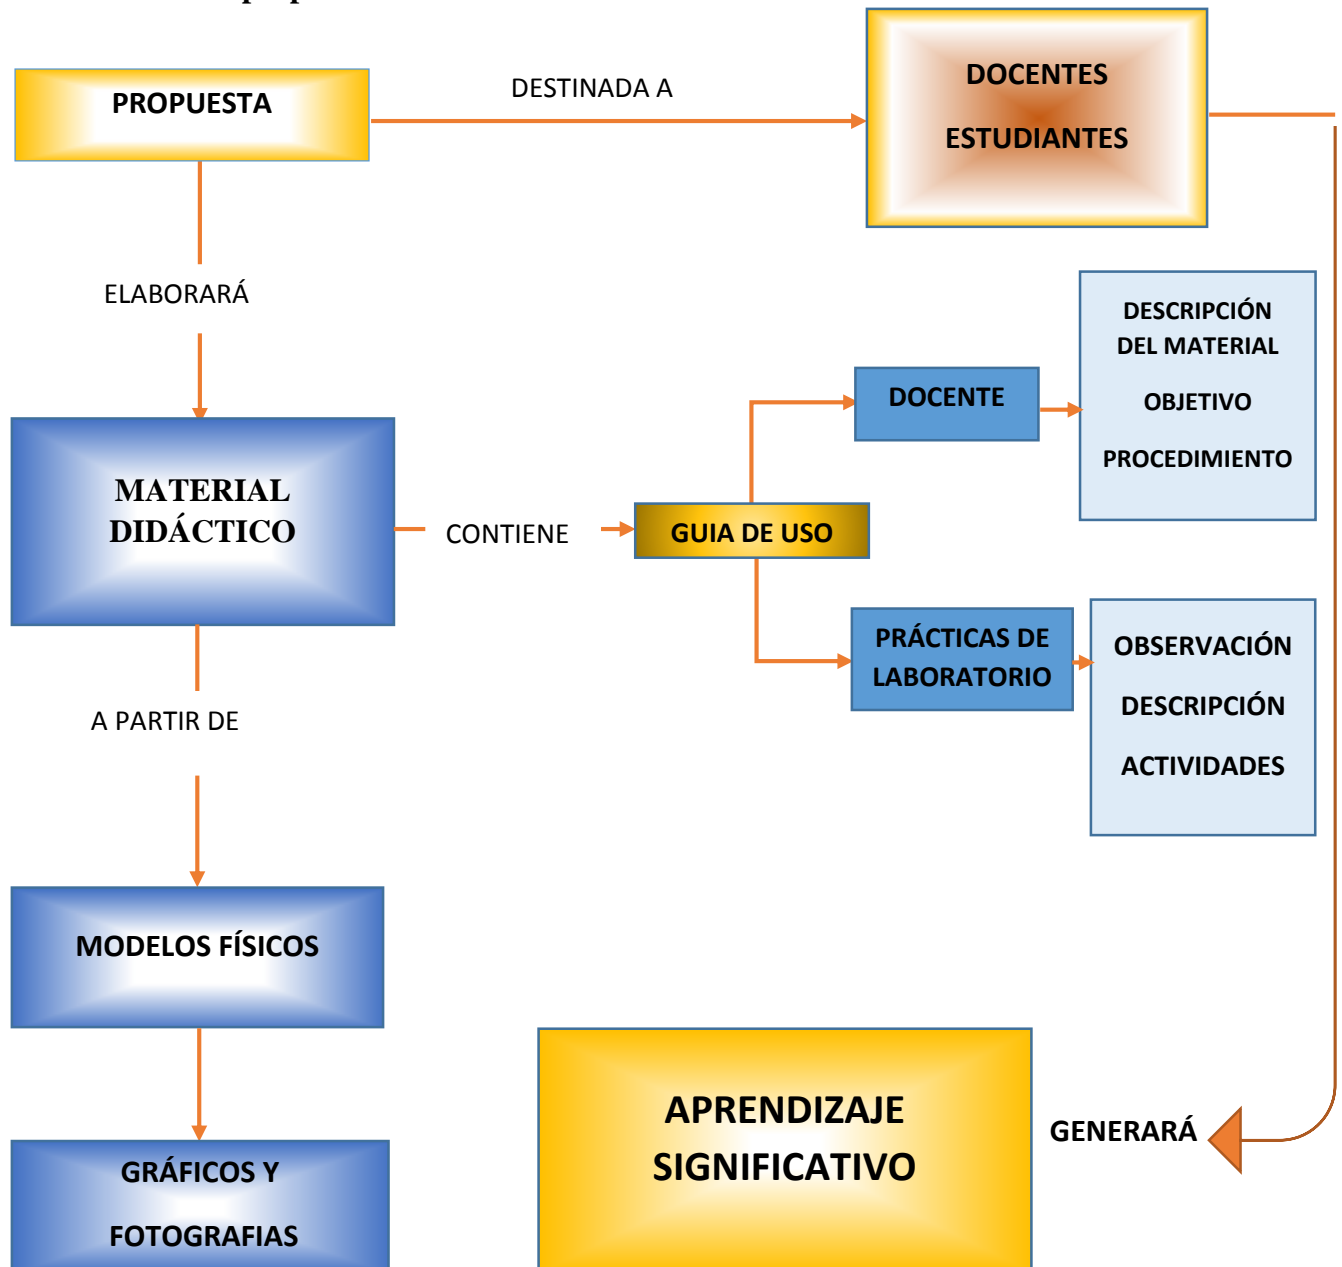 PROPUESTA
DESTINADA A
DOCENTES
ESTUDIANTES
ELABORARÁ
DESCRIPCIÓN
DEL MATERIAL
OBJETIVO
PROCEDIMIENTO
DOCENTE
MATERIAL
DIDÁCTICO
CONTIENE
GUIA DE USO
PRÁCTICAS DE
LABORATORIO
OBSERVACIÓN
DESCRIPCIÓN
ACTIVIDADES
A PARTIR DE
MODELOS FÍSICOS
APRENDIZAJE
SIGNIFICATIVO
GENERARÁ
GRÁFICOS Y
FOTOGRAFIAS